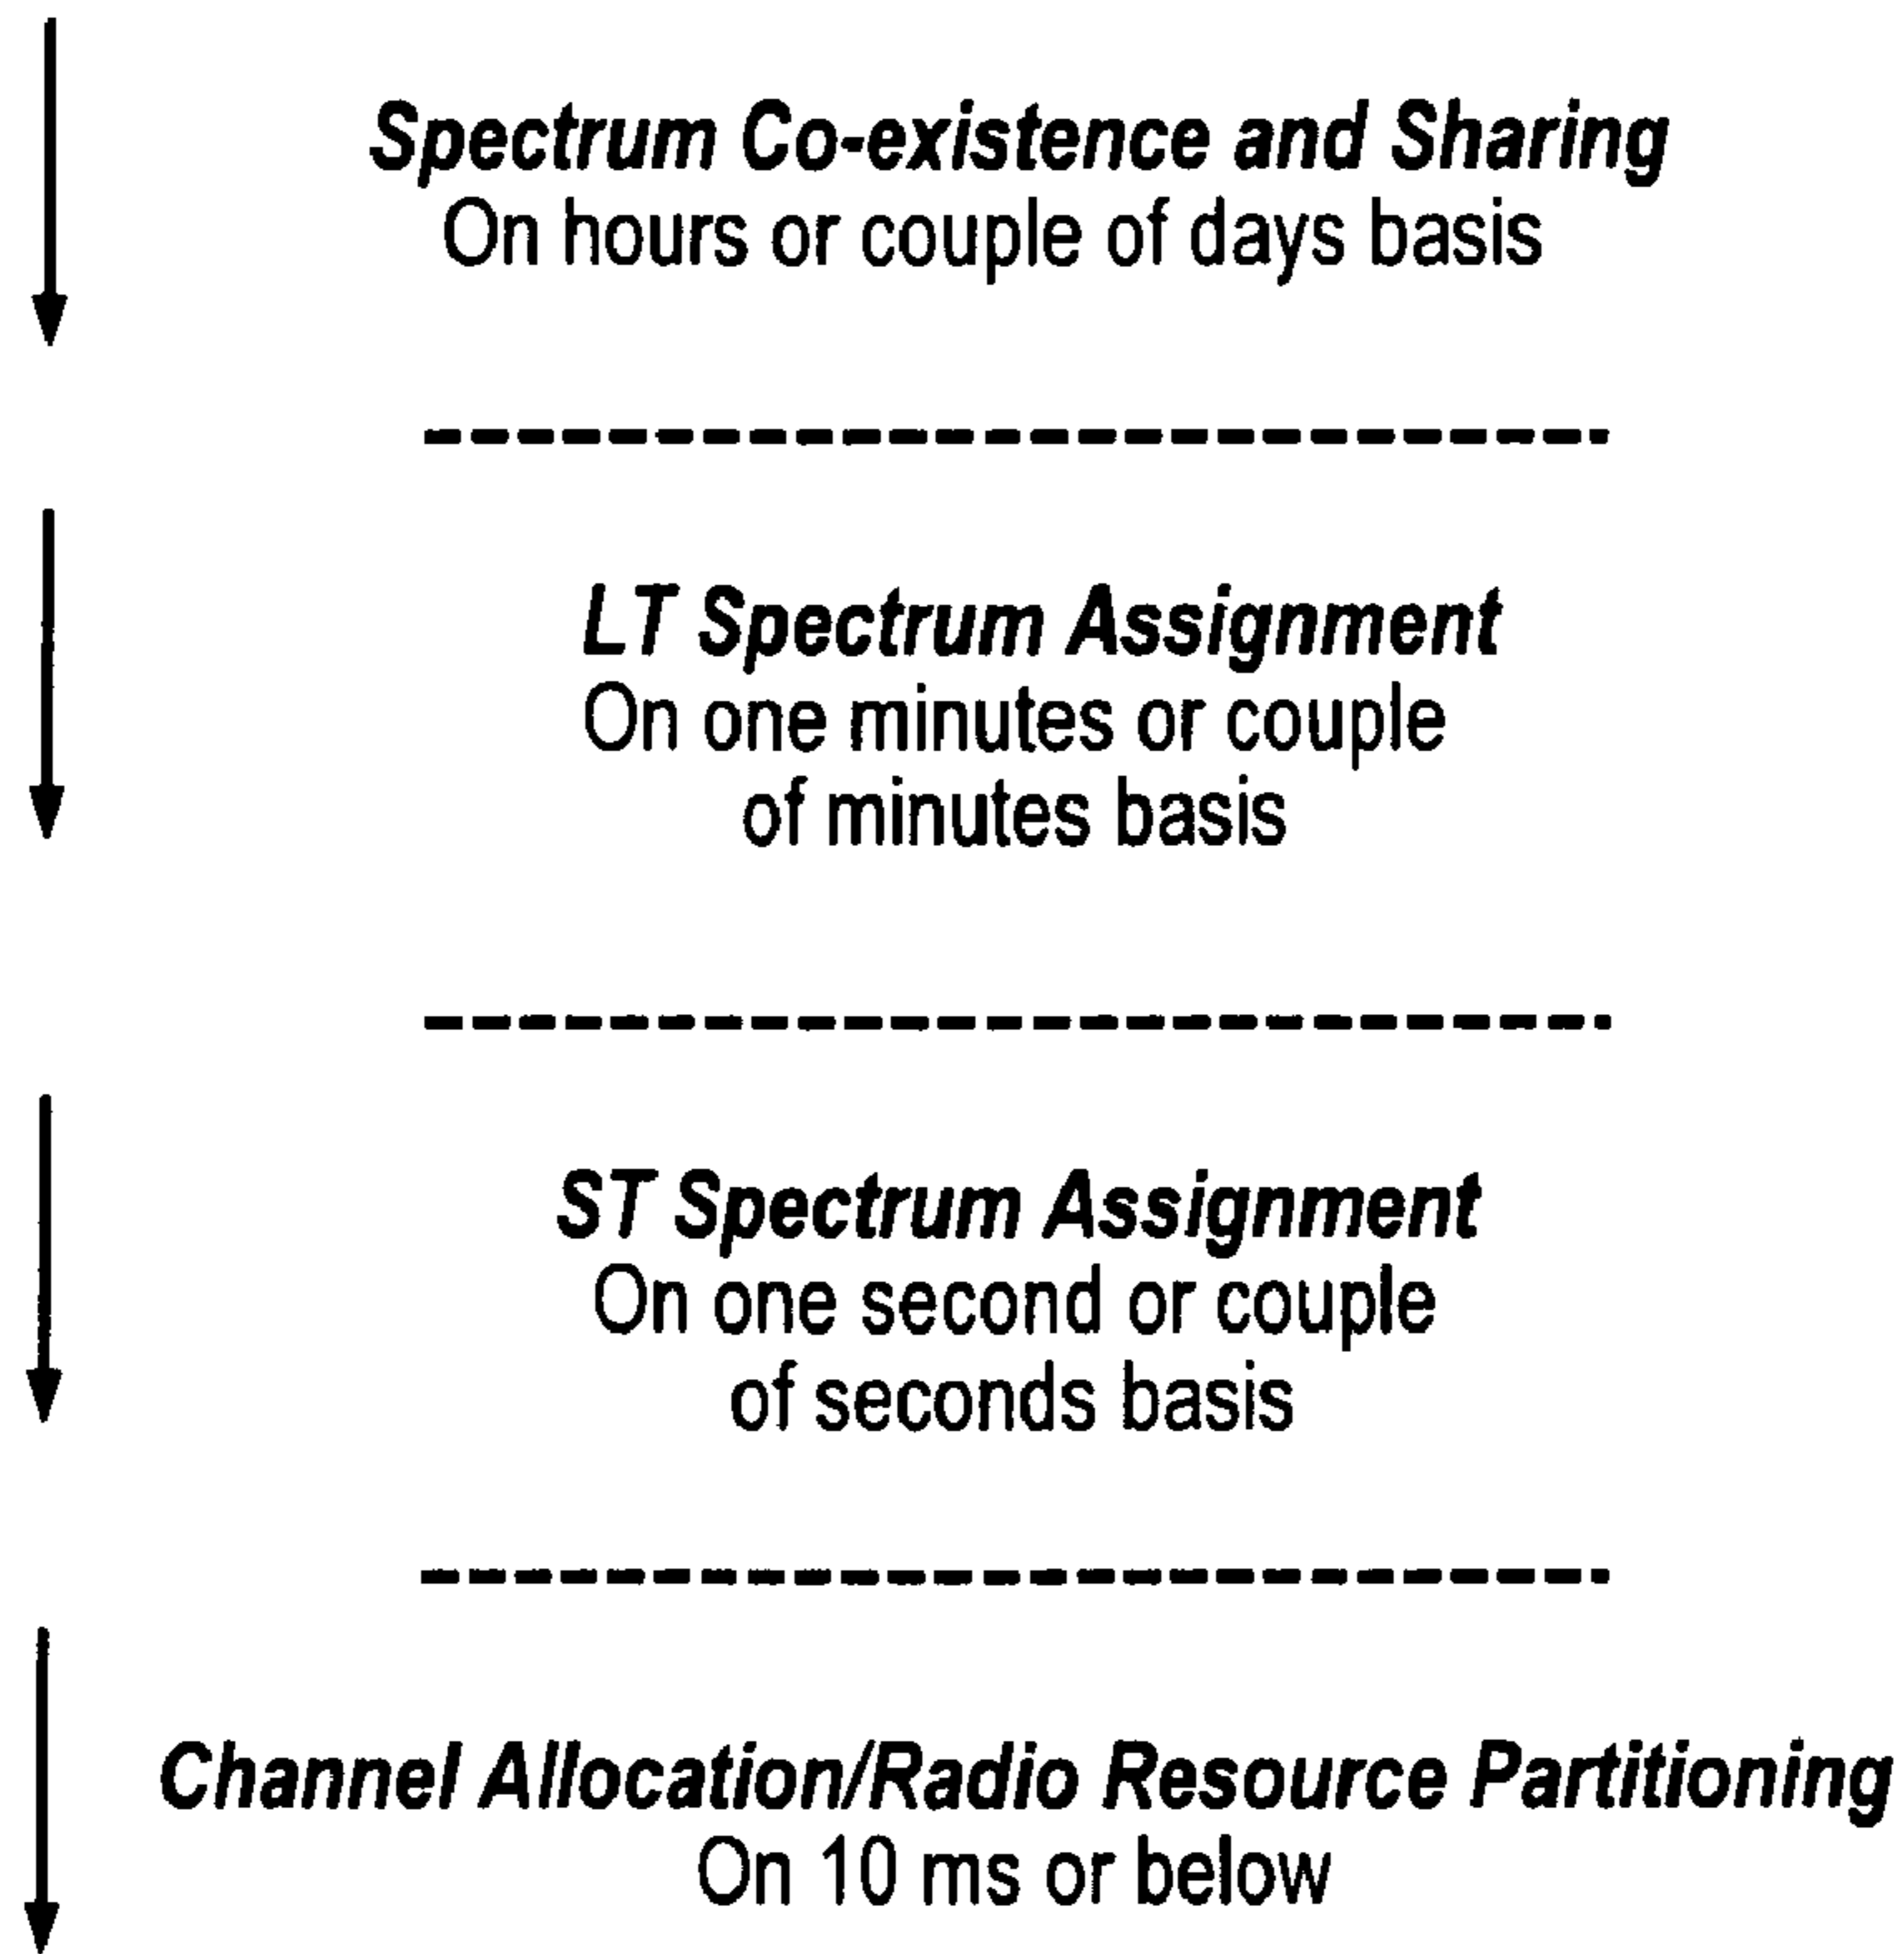 Spectrum Co-existence and Sharing
On hours or couple of days basis
LT Spectrum Assignment
On one minutes or couple
of minutes basis
ST Spectrum Assignment
On one second or couple
of seconds basis
Channel Allocation/Radio Resource Partitioning
On 10 ms or below